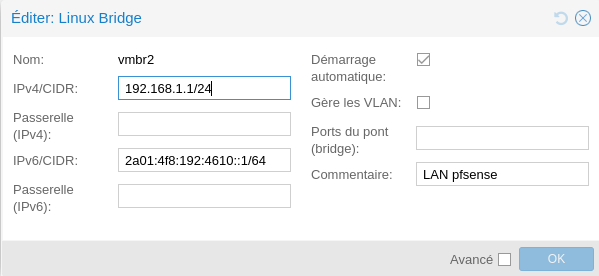 Éditer: Linux Bridge
Nom: vmbr2
IPv4/CIDR: 192.168.1.1/24
Passerelle
(IPv4):
IPv6/CIDR: 2a01:4f8:192:4610::1/64
Passerelle
(IPv6):
Démarrage
automatique:
Gère les VLAN:
Ports du pont
(bridge):
Commentaire: LAN pfsense
Avancé
OK